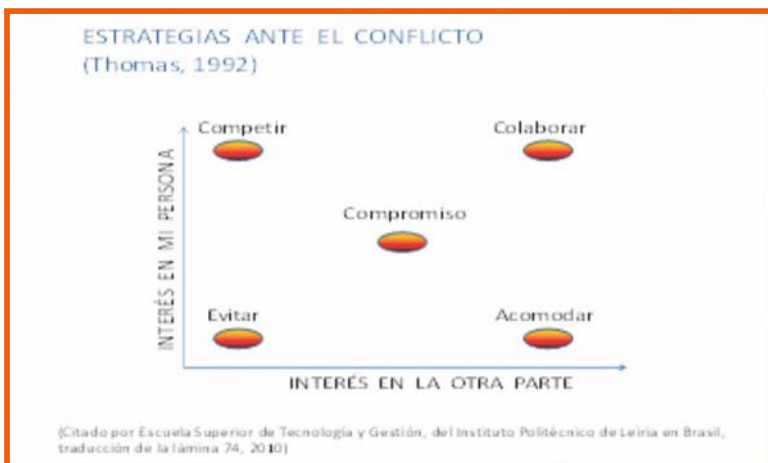 ESTRATEGIAS ANTE EL CONFLICTO
(Thomas, 1992)
Competir
Colaborar
INTERÉS EN MI PERSONA
Compromiso
Evitar
Acomodar
INTERÉS EN LA OTRA PARTE
(Citado por Escuela Superior de Tecnología y Gestión, del Instituto Politécnico de Leiria en Brasil,
traducción de la lámina 74, 2010)